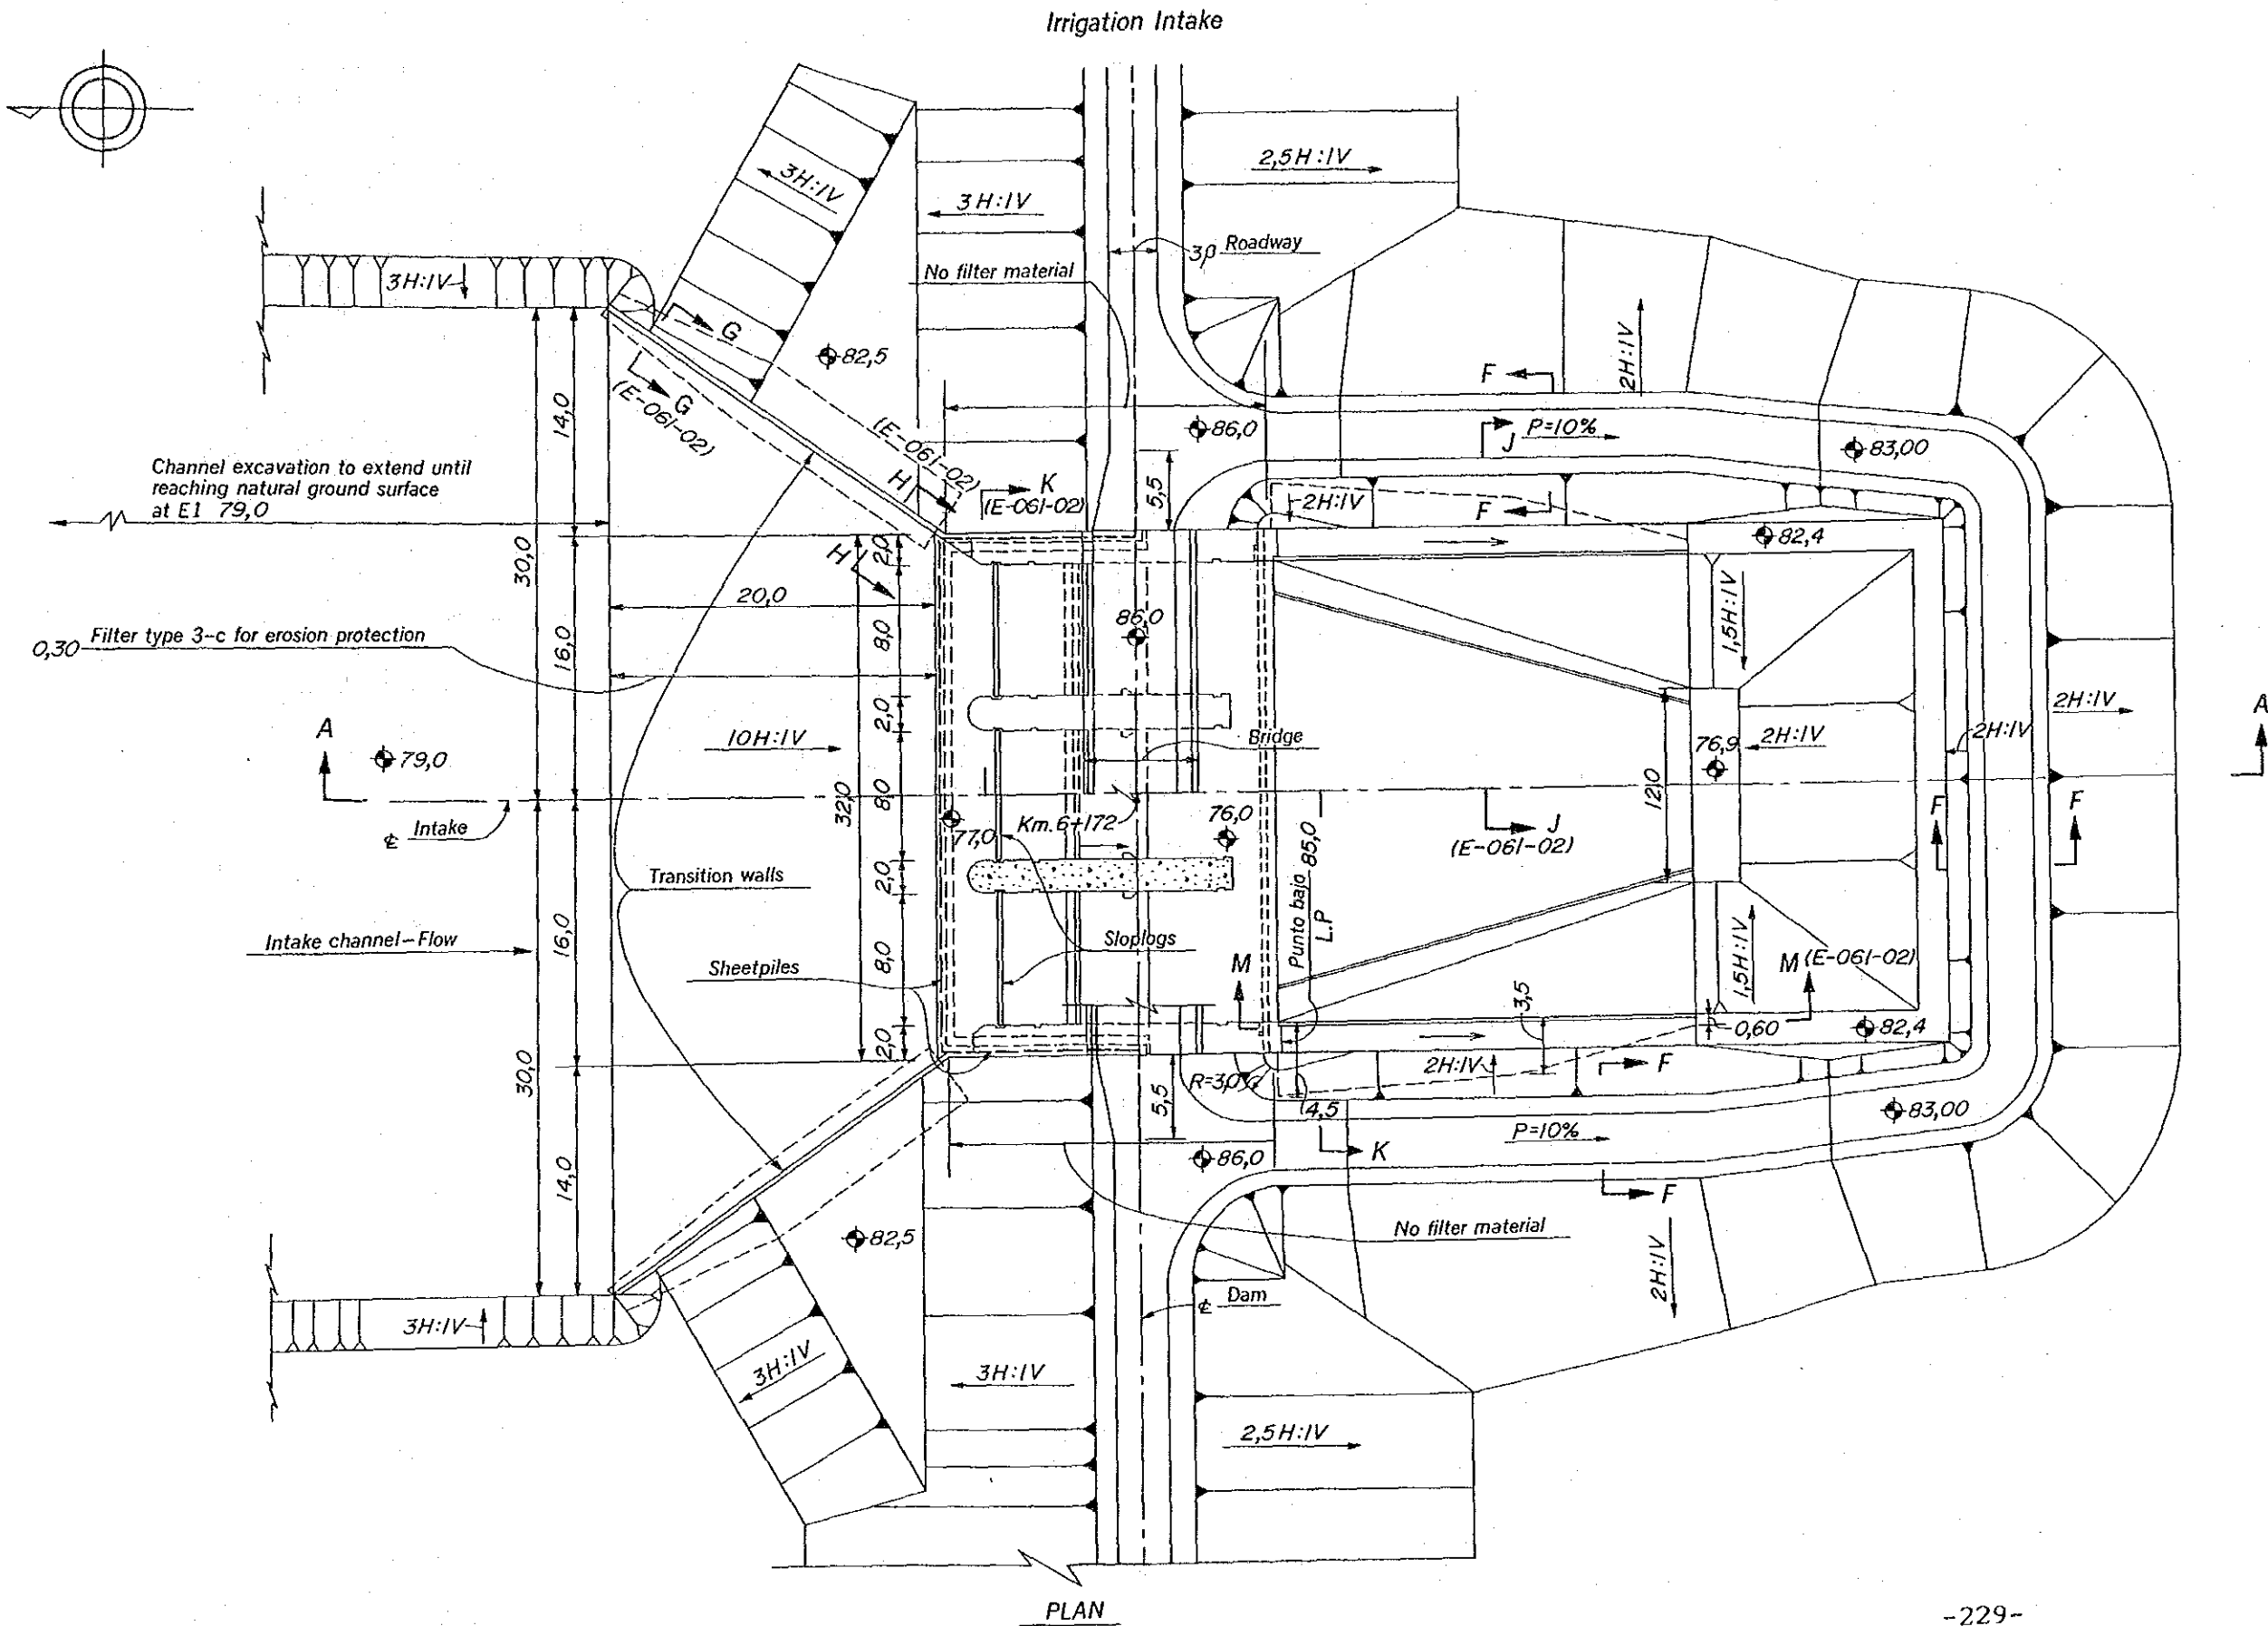 Irrigation Intake
3H:1V
3H:1V
2,5H:1V
3,0 Roadway
No filter material
3H:1V
G
G
(E-061-02)
82,5
2H:1V
F
86,0
J
P=10%
83,00
14,0
(E-061-02)
H
K
(E-061-02)
5,5
2H:1V
F
82,4
Channel excavation to extend until
reaching natural ground surface
at E1 79,0
30,0
H
2,0
20,0
86,0
1,5H:1V
0,30 Filter type 3-c for erosion protection
16,0
8,0
2,0
2H:1V
A
79,0
10H:1V
Bridge
76,9
2H:1V
2H:1V
A
32,0
8,0
12,0
℄ Intake
77,0
Km. 6+172
76,0
J
(E-061-02)
F
F
Transition walls
2,0
Punto bajo 85,0
L.P
Intake channel-Flow
16,0
Sloplogs
Sheetpiles
8,0
M
M (E-061-02)
1,5H:1V
3,5
0,60
82,4
2,0
30,0
R=3,0
2H:1V
F
5,5
4,5
83,00
P=10%
K
14,0
86,0
F
82,5
No filter material
2H:1V
℄ Dam
3H:1V
3H:1V
3H:1V
2,5H:1V
PLAN
-229-